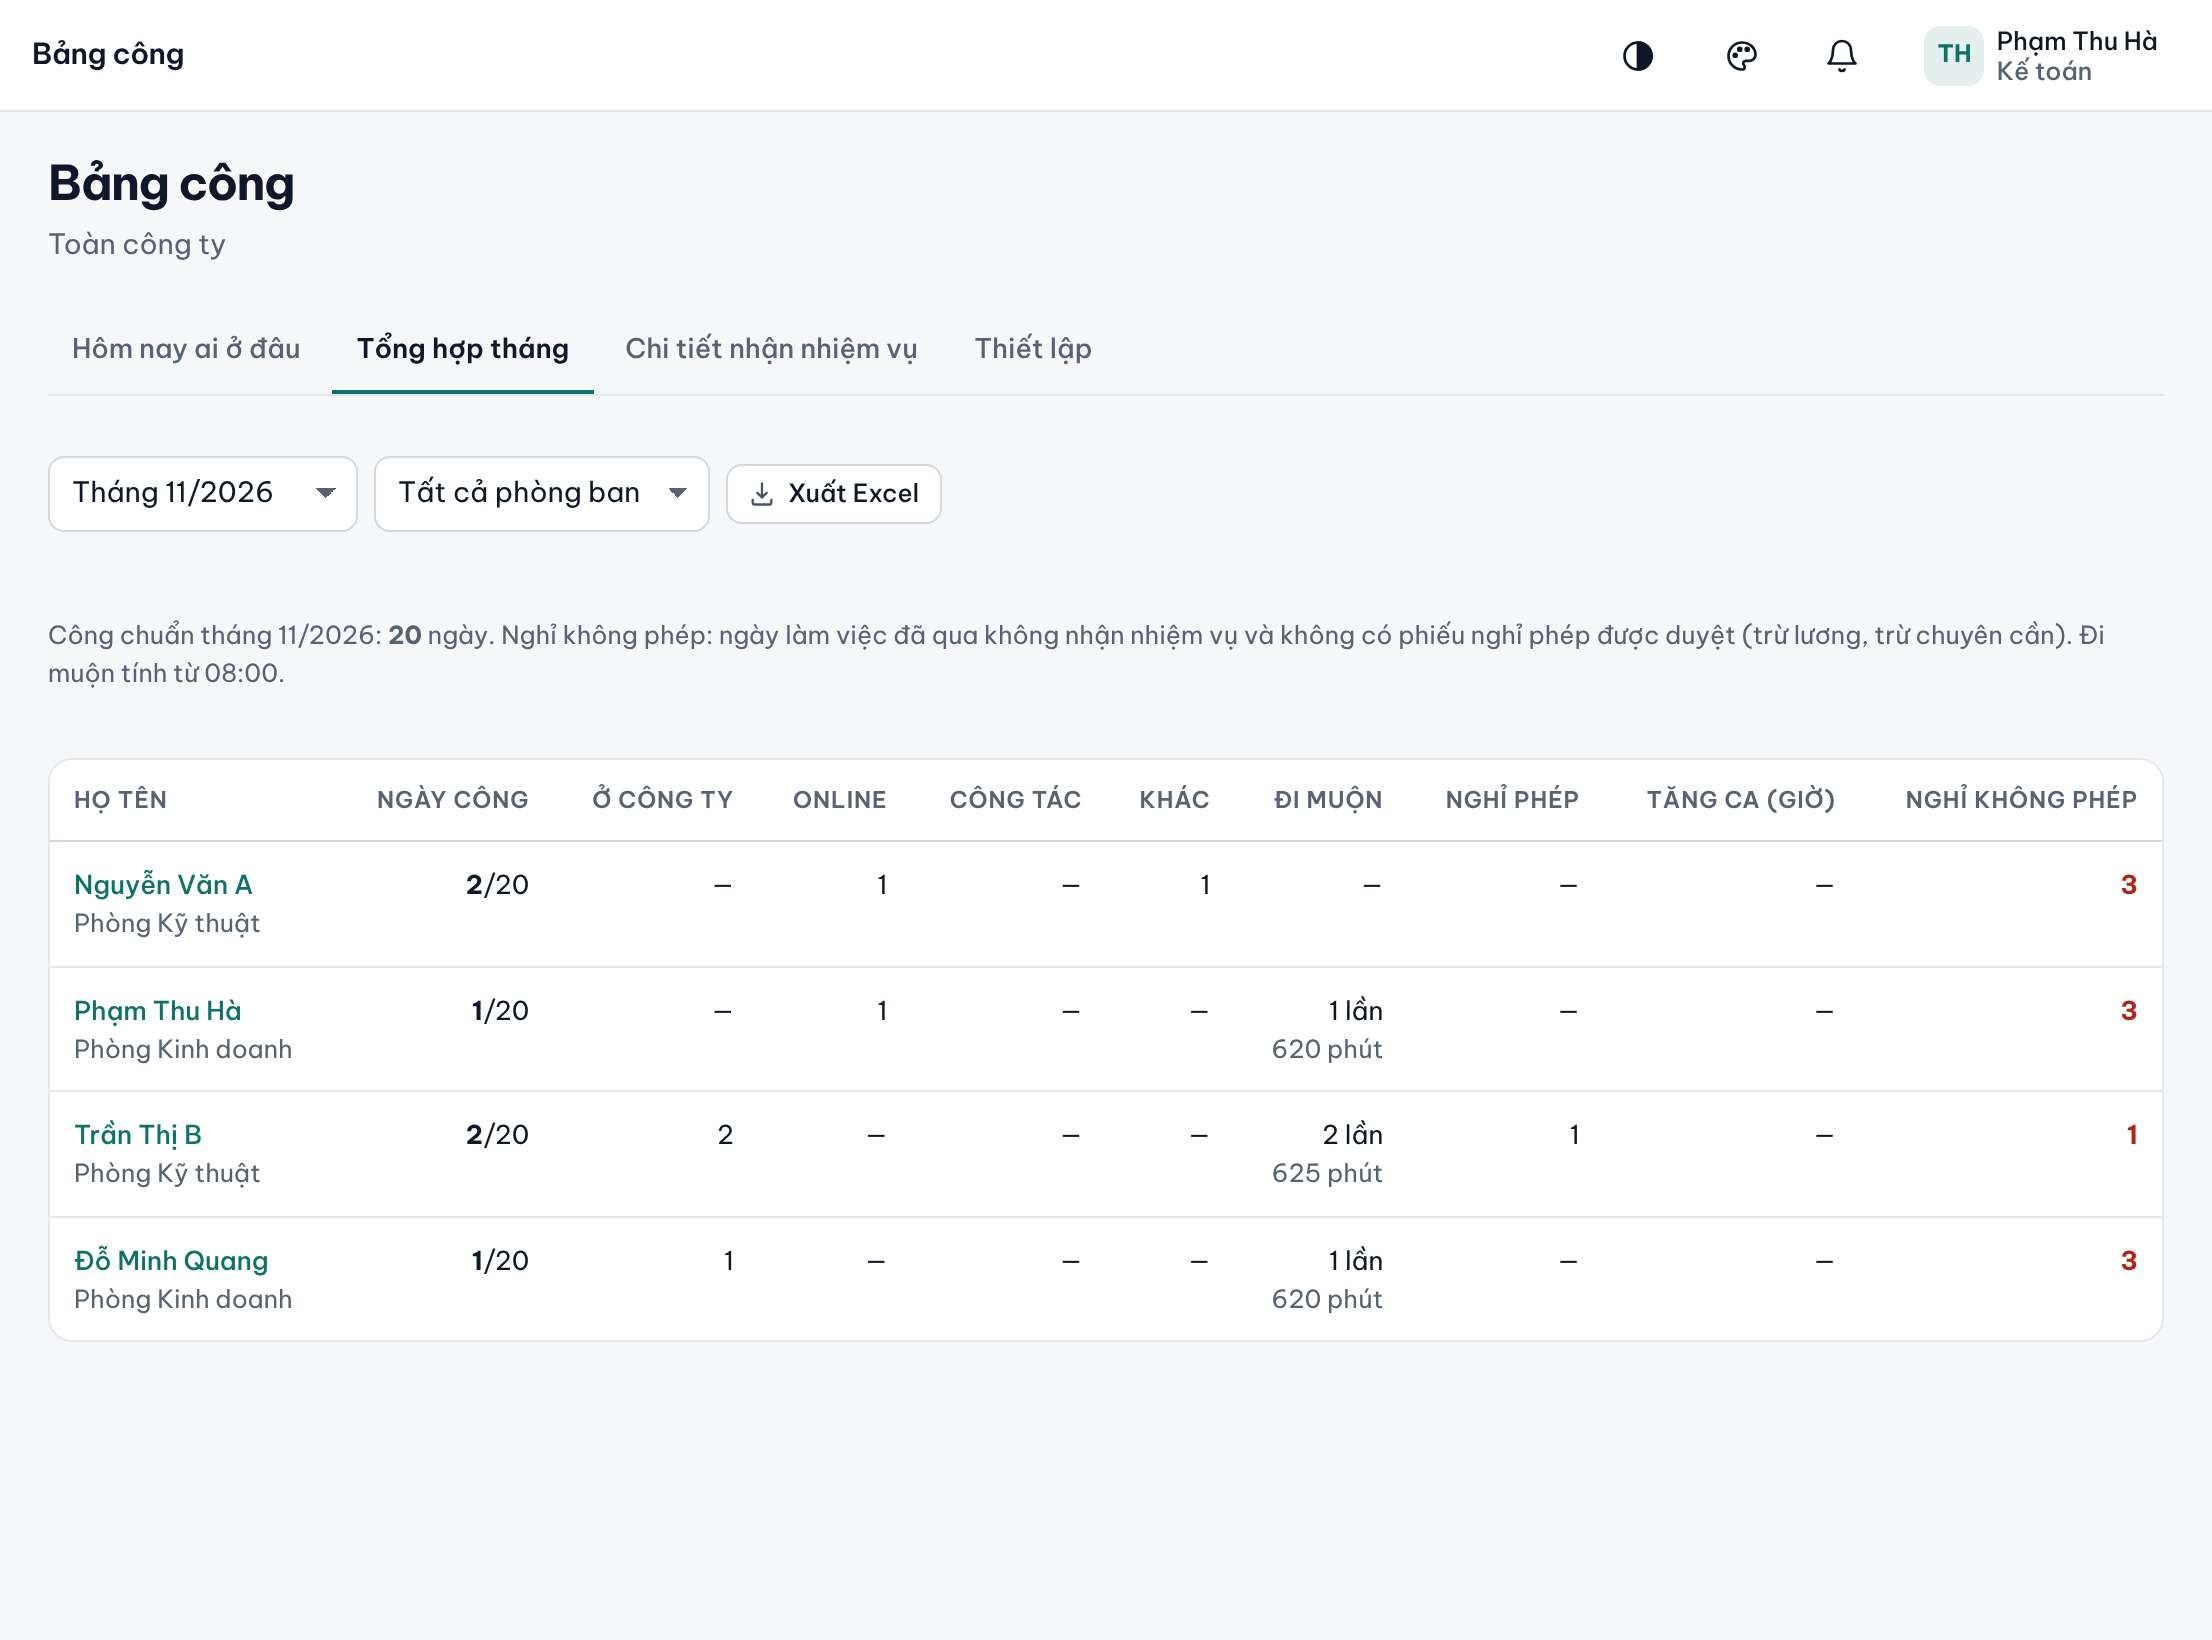 Bảng công
TH
Phạm Thu Hà
Kế toán
Bảng công
Toàn công ty
Hôm nay ai ở đâu
Tổng hợp tháng
Chi tiết nhận nhiệm vụ
Thiết lập
Tháng 11/2026
Tất cả phòng ban
Xuất Excel
Công chuẩn tháng 11/2026: 20 ngày. Nghỉ không phép: ngày làm việc đã qua không nhận nhiệm vụ và không có phiếu nghỉ phép được duyệt (trừ lương, trừ chuyên cần). Đi
muộn tính từ 08:00.
HỌ TÊN NGÀY CÔNG Ở CÔNG TY ONLINE CÔNG TÁC KHÁC ĐI MUỘN NGHỈ PHÉP TĂNG CA (GIỜ) NGHỈ KHÔNG PHÉP
Nguyễn Văn A 2/20 – 1 – 1 – – – 3
Phòng Kỹ thuật
Phạm Thu Hà 1/20 – 1 – – 1 lần – – 3
Phòng Kinh doanh 620 phút
Trần Thị B 2/20 2 – – – 2 lần 1 – 1
Phòng Kỹ thuật 625 phút
Đỗ Minh Quang 1/20 1 – – – 1 lần – – 3
Phòng Kinh doanh 620 phút